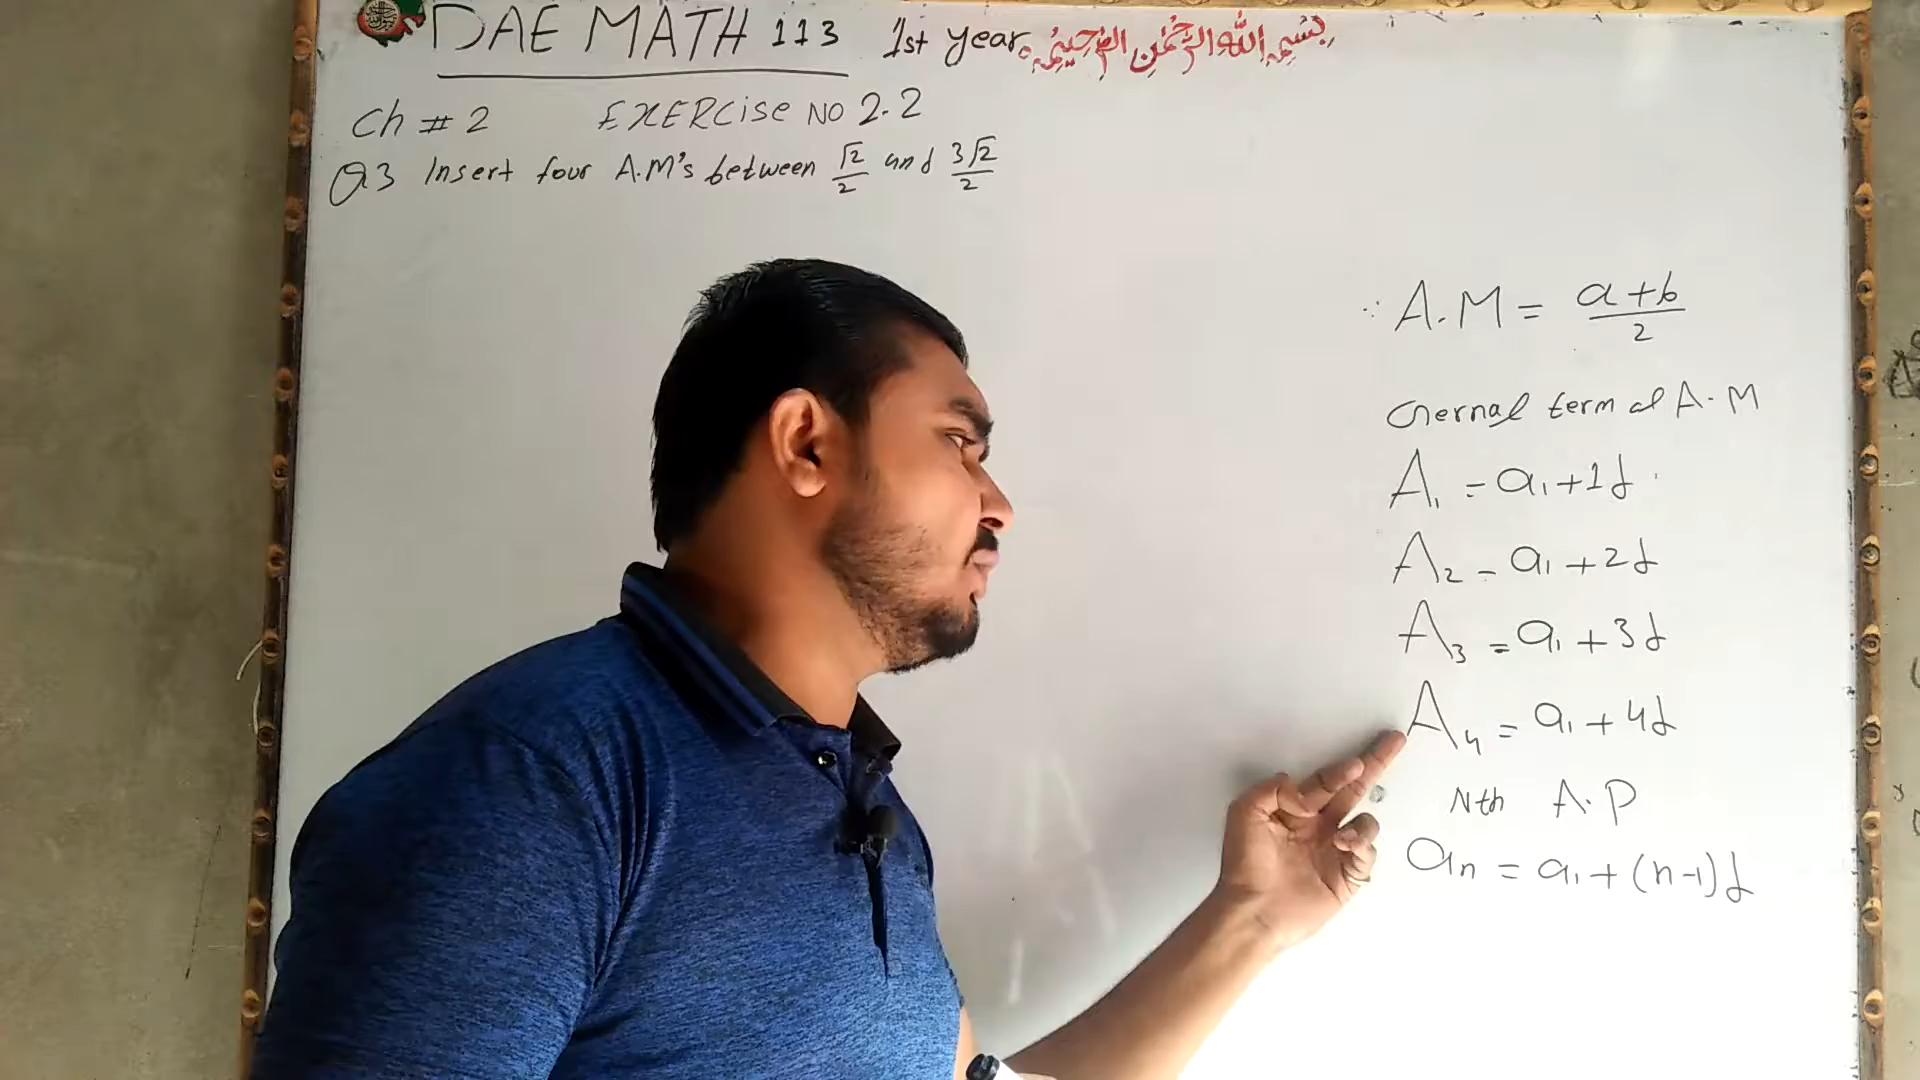 DAE MATH 113 1st year بسم الله الرحمن الرحيم
Ch # 2 EXERCise NO 2.2
Q3 Insert four A.M's between √2/2 and 3√2/2
∵ A.M = a+b/2
Gernal term of A.M
A₁ = a₁+1d
A₂ = a₁+2d
A₃ = a₁+3d
A₄ = a₁+4d
Nth A.P
aₙ = a₁+(n-1)d